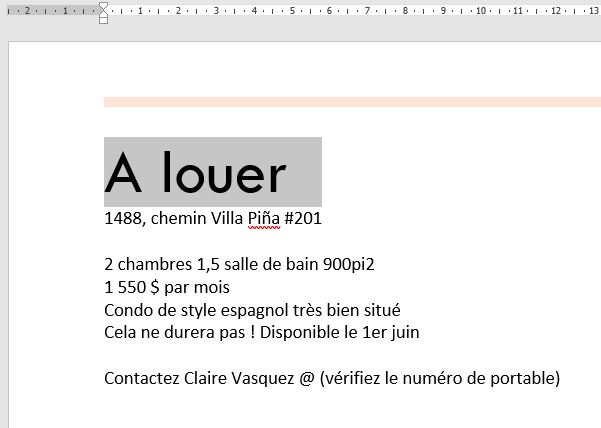 2 1 1 2 3 4 5 6 7 8 9 10 11 12 13
A louer
1488, chemin Villa Piña #201
2 chambres 1,5 salle de bain 900pi2
1 550 $ par mois
Condo de style espagnol très bien situé
Cela ne durera pas ! Disponible le 1er juin
Contactez Claire Vasquez @ (vérifiez le numéro de portable)